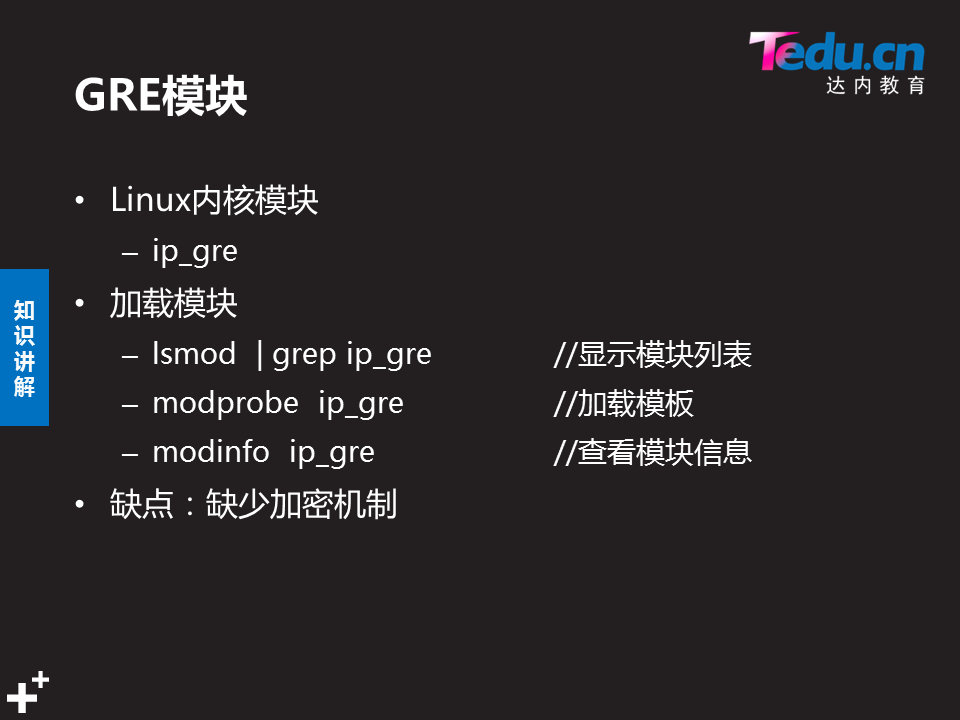 Tedu.cn
达内教育
GRE模块
• Linux内核模块
– ip_gre
• 加载模块
– lsmod | grep ip_gre //显示模块列表
– modprobe ip_gre //加载模板
– modinfo ip_gre //查看模块信息
• 缺点：缺少加密机制
知识讲解